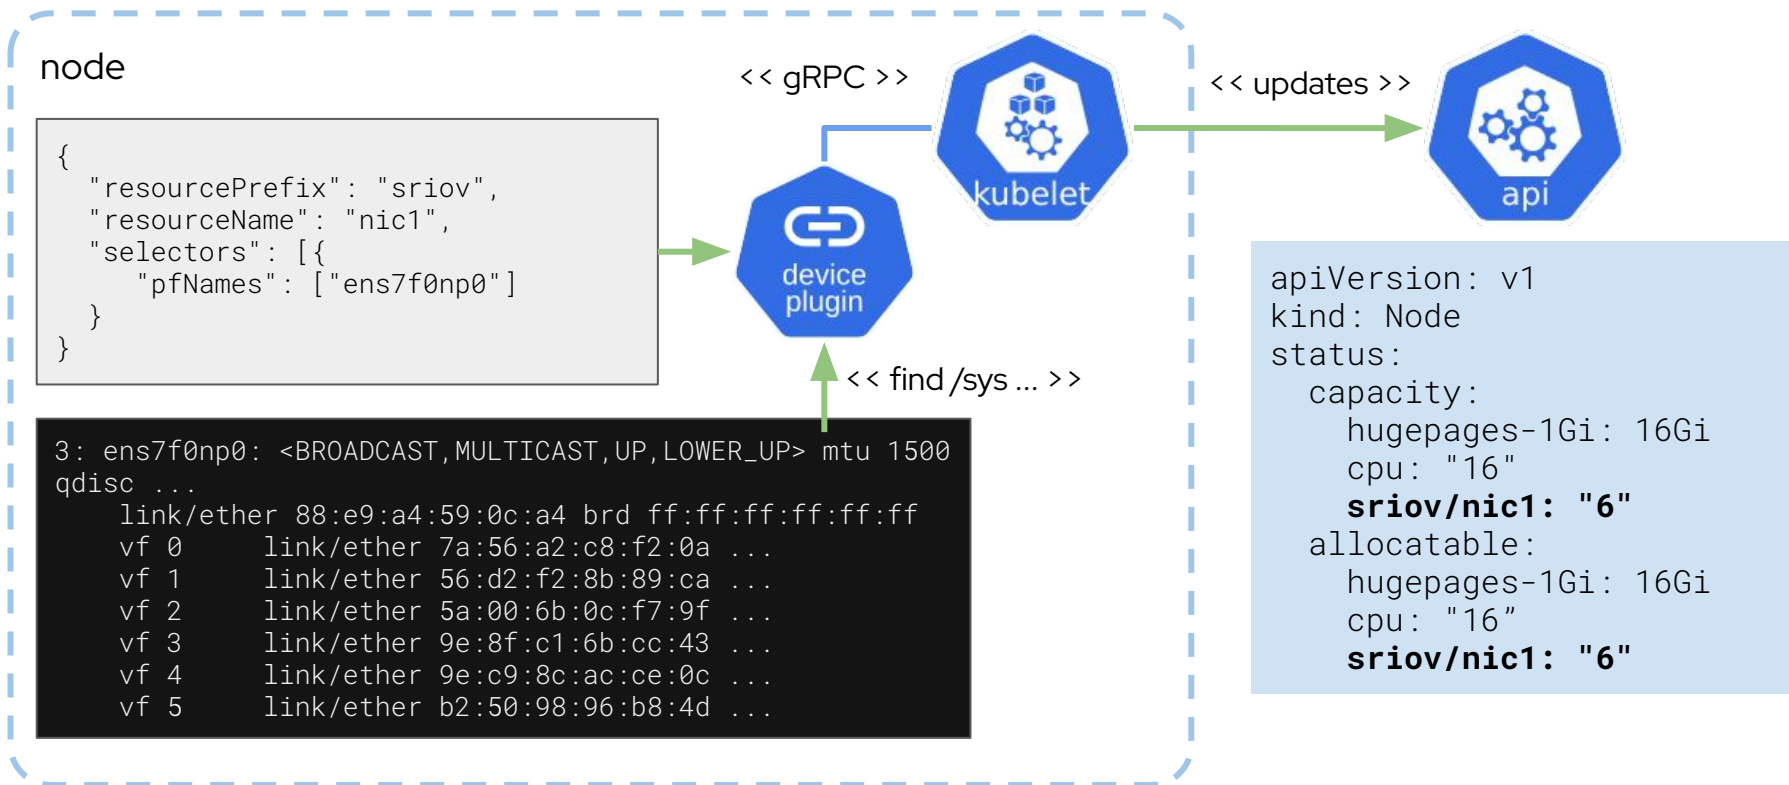 node
<< gRPC >>
<< updates >>
kubelet
api
{
  "resourcePrefix": "sriov",
  "resourceName": "nic1",
  "selectors": [{
     "pfNames": ["ens7f0np0"]
  }
}
device
plugin
<< find /sys ... >>
3: ens7f0np0: <BROADCAST,MULTICAST,UP,LOWER_UP> mtu 1500
qdisc ...
    link/ether 88:e9:a4:59:0c:a4 brd ff:ff:ff:ff:ff:ff
    vf 0     link/ether 7a:56:a2:c8:f2:0a ...
    vf 1     link/ether 56:d2:f2:8b:89:ca ...
    vf 2     link/ether 5a:00:6b:0c:f7:9f ...
    vf 3     link/ether 9e:8f:c1:6b:cc:43 ...
    vf 4     link/ether 9e:c9:8c:ac:ce:0c ...
    vf 5     link/ether b2:50:98:96:b8:4d ...
apiVersion: v1
kind: Node
status:
  capacity:
    hugepages-1Gi: 16Gi
    cpu: "16"
    sriov/nic1: "6"
  allocatable:
    hugepages-1Gi: 16Gi
    cpu: "16”
    sriov/nic1: "6"